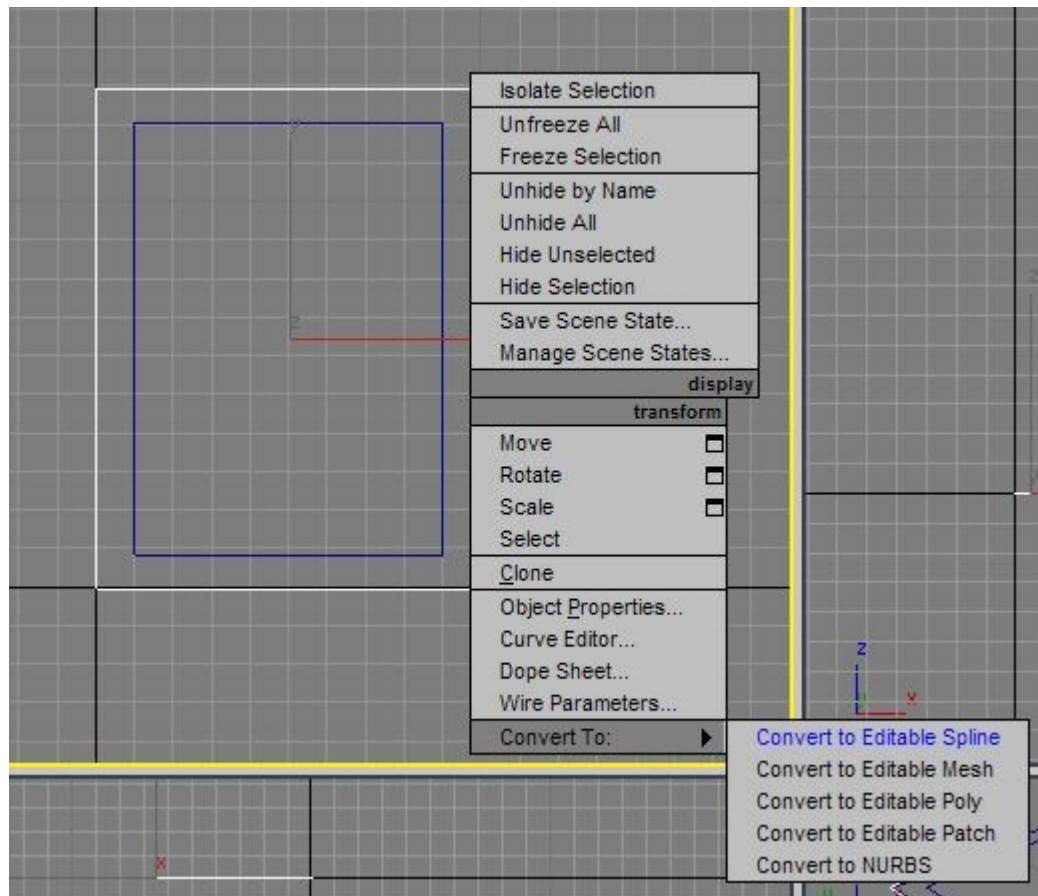 Isolate Selection
Unfreeze All
Freeze Selection
Unhide by Name
Unhide All
Hide Unselected
Hide Selection
Save Scene State...
Manage Scene States...
display
transform
Move
Rotate
Scale
Select
Clone
Object Properties...
Curve Editor...
Dope Sheet...
Wire Parameters...
Convert To:
Convert to Editable Spline
Convert to Editable Mesh
Convert to Editable Poly
Convert to Editable Patch
Convert to NURBS
z
x
x